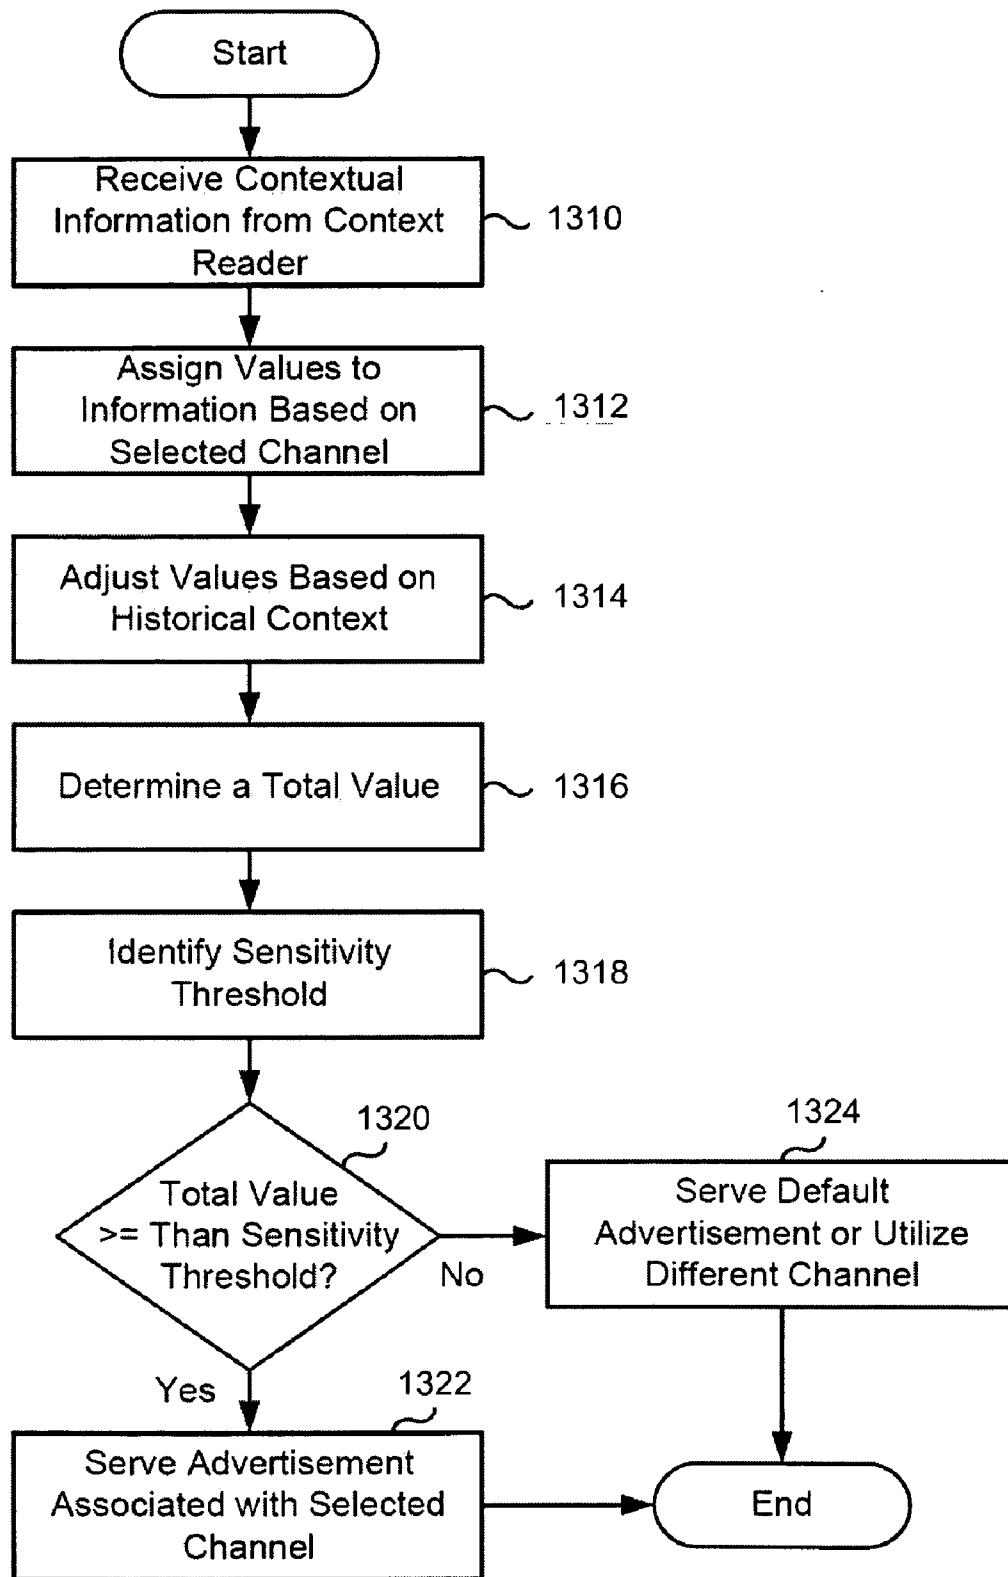 Start
Receive Contextual
Information from Context
Reader
1310
Assign Values to
Information Based on
Selected Channel
1312
Adjust Values Based on
Historical Context
1314
Determine a Total Value
1316
Identify Sensitivity
Threshold
1318
1320
Total Value
>= Than Sensitivity
Threshold?
No
1324
Serve Default
Advertisement or Utilize
Different Channel
Yes
1322
Serve Advertisement
Associated with Selected
Channel
End